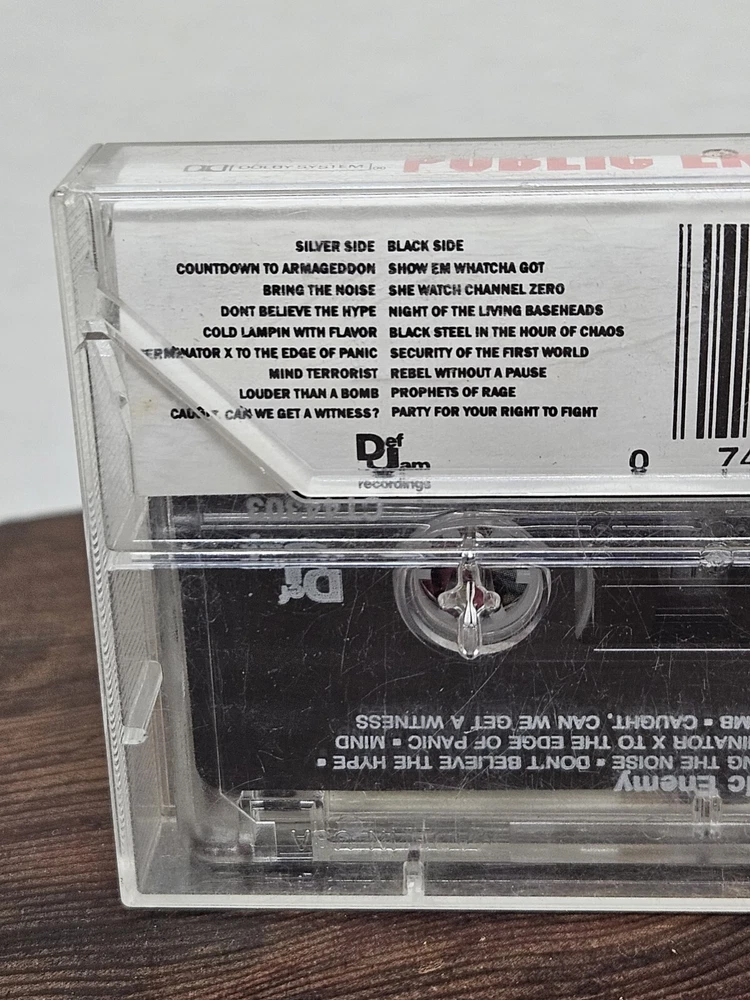 DOLBY SYSTEM
PUBLIC
SILVER SIDE BLACK SIDE
COUNTDOWN TO ARMAGEDDON SHOW EM WHATCHA GOT
BRING THE NOISE SHE WATCH CHANNEL ZERO
DONT BELIEVE THE HYPE NIGHT OF THE LIVING BASEHEADS
COLD LAMPIN WITH FLAVOR BLACK STEEL IN THE HOUR OF CHAOS
TERMINATOR X TO THE EDGE OF PANIC SECURITY OF THE FIRST WORLD
MIND TERRORIST REBEL WITHOUT A PAUSE
LOUDER THAN A BOMB PROPHETS OF RAGE
CAUGHT, CAN WE GET A WITNESS? PARTY FOR YOUR RIGHT TO FIGHT
Def
Jam
recordings
0 74
Def
ic Enemy
NG THE NOISE ▪ DON'T BELIEVE THE HYPE ▪
MINATOR X TO THE EDGE OF PANIC ▪ MIND
MB ▪ CAUGHT, CAN WE GET A WITNESS